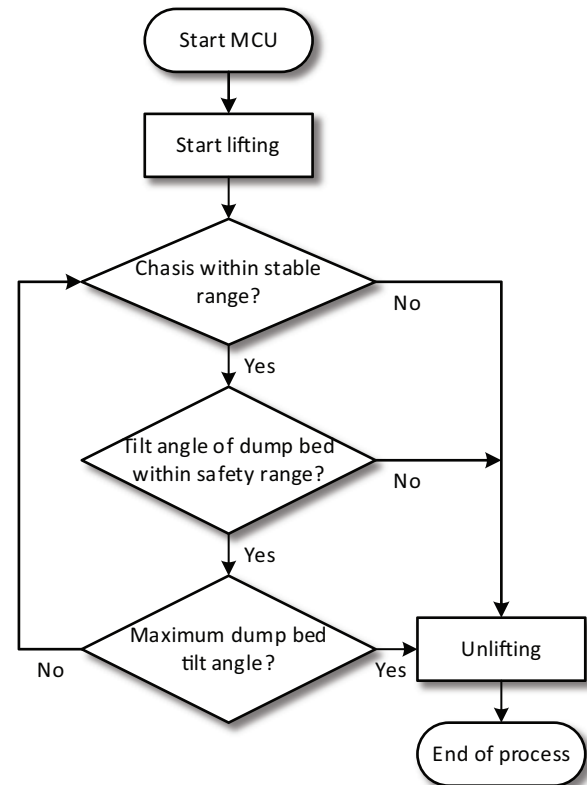 Start MCU
Start lifting
Chasis within stable
range?
No
Yes
Tilt angle of dump bed
within safety range?
No
Yes
Maximum dump bed
tilt angle?
No
Yes
Unlifting
End of process